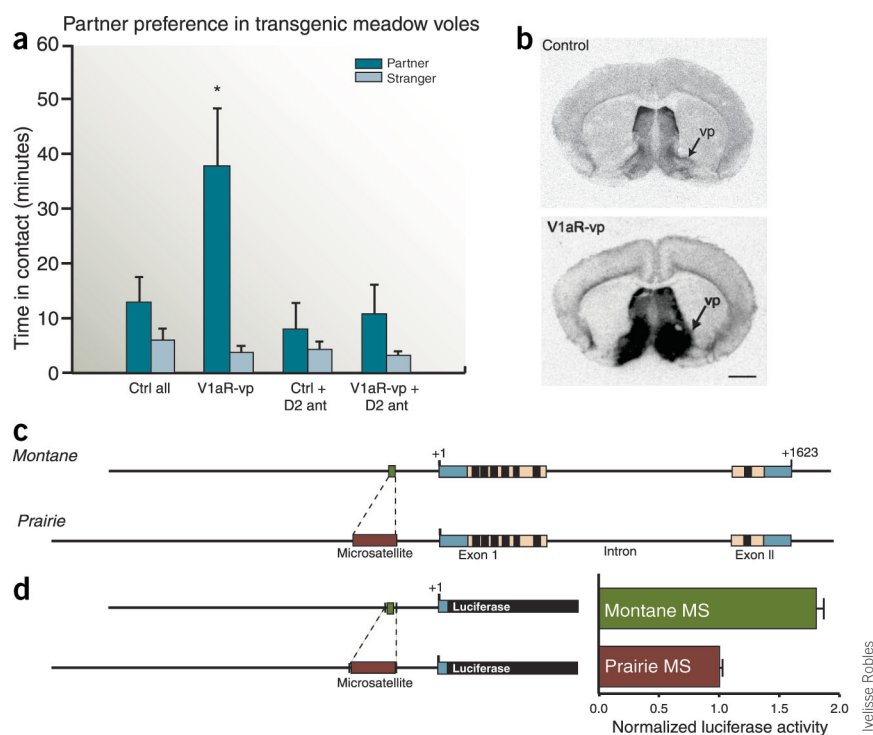 Partner preference in transgenic meadow voles
a
60
50
40
30
20
10
0
Time in contact (minutes)
Partner
Stranger
*
Ctrl all
V1aR-vp
Ctrl +
D2 ant
V1aR-vp +
D2 ant
b
Control
vp
V1aR-vp
vp
c
Montane
+1
+1623
Prairie
Microsatellite
Exon 1
Intron
Exon II
d
+1
Luciferase
Luciferase
Microsatellite
Montane MS
Prairie MS
0.0
0.5
1.0
1.5
2.0
Normalized luciferase activity
Ivelisse Robles